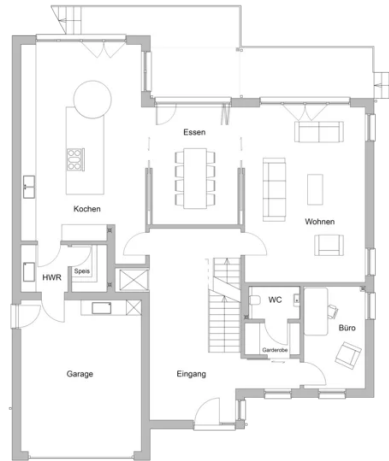 Essen
Kochen
Wohnen
HWR
Speis
WC
Büro
Garderobe
Garage
Eingang